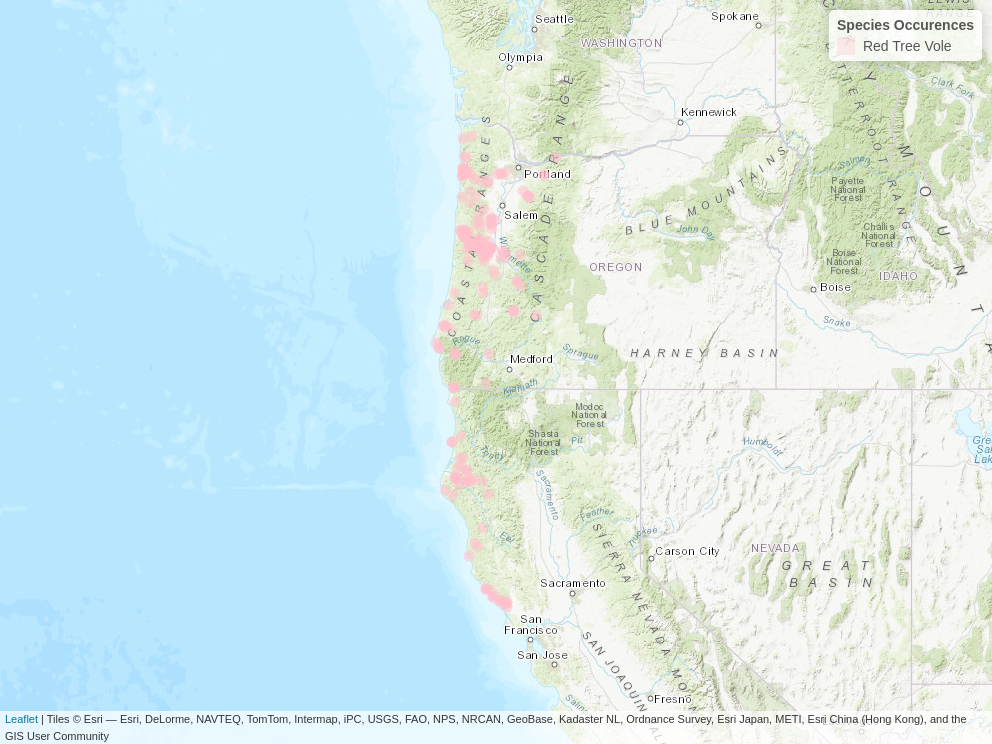 Seattle
Spokane
LEWIS
RANGE
Species Occurences
Red Tree Vole
WASHINGTON
Olympia
Clark Fork
BITTERROOT RANGE
Kennewick
COAST RANGES
CASCADE RANGE
Portland
Salem
Willamette
BLUE MOUNTAINS
John Day
Salmon
Payette
National
Forest
Challis
National
Forest
Boise
National
Forest
OREGON
IDAHO
Boise
Snake
Rogue
Medford
Sprague
HARNEY BASIN
Klamath
Modoc
National
Forest
Shasta
National
Forest
Pit
Humboldt
Great
Salt
Lake
Sacramento
Feather
Truckee
Eel
SIERRA NEVADA
Carson City
NEVADA
GREAT
BASIN
Sacramento
San
Francisco
San Jose
SAN JOAQUIN
Fresno
Leaflet | Tiles © Esri — Esri, DeLorme, NAVTEQ, TomTom, Intermap, iPC, USGS, FAO, NPS, NRCAN, GeoBase, Kadaster NL, Ordnance Survey, Esri Japan, METI, Esri China (Hong Kong), and the
GIS User Community